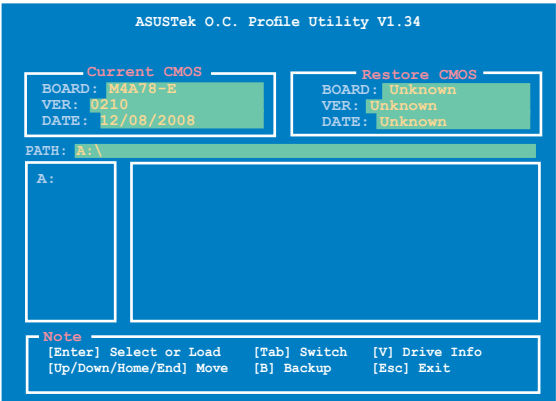 ASUSTek O.C. Profile Utility V1.34
Current CMOS
BOARD: M4A78-E
VER: 0210
DATE: 12/08/2008
Restore CMOS
BOARD: Unknown
VER: Unknown
DATE: Unknown
PATH: A:\
A:
Note
[Enter] Select or Load [Tab] Switch [V] Drive Info
[Up/Down/Home/End] Move [B] Backup [Esc] Exit